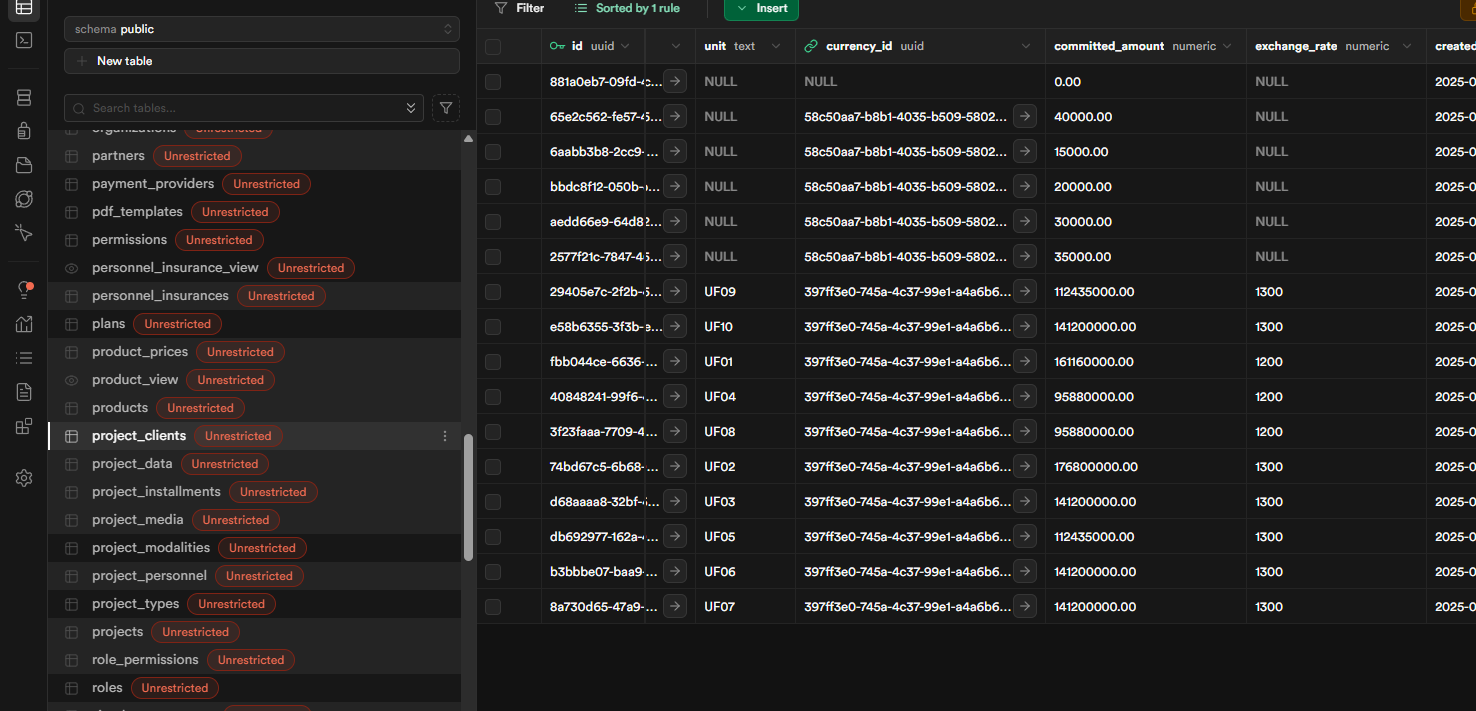 schema public
New table
Search tables...
organizations Unrestricted
partners Unrestricted
payment_providers Unrestricted
pdf_templates Unrestricted
permissions Unrestricted
personnel_insurance_view Unrestricted
personnel_insurances Unrestricted
plans Unrestricted
product_prices Unrestricted
product_view Unrestricted
products Unrestricted
project_clients Unrestricted
project_data Unrestricted
project_installments Unrestricted
project_media Unrestricted
project_modalities Unrestricted
project_personnel Unrestricted
project_types Unrestricted
projects Unrestricted
role_permissions Unrestricted
roles Unrestricted
Filter Sorted by 1 rule Insert
id uuid unit text currency_id uuid committed_amount numeric exchange_rate numeric created
881a0eb7-09fd-4c... NULL NULL 0.00 NULL 2025-0
65e2c562-fe57-4... NULL 58c50aa7-b8b1-4035-b509-5802... 40000.00 NULL 2025-0
6aabb3b8-2cc9-... NULL 58c50aa7-b8b1-4035-b509-5802... 15000.00 NULL 2025-0
bbdc8f12-050b-... NULL 58c50aa7-b8b1-4035-b509-5802... 20000.00 NULL 2025-0
aedd66e9-64d8... NULL 58c50aa7-b8b1-4035-b509-5802... 30000.00 NULL 2025-0
2577f21c-7847-4... NULL 58c50aa7-b8b1-4035-b509-5802... 35000.00 NULL 2025-0
29405e7c-2f2b-... UF09 397ff3e0-745a-4c37-99e1-a4a6b6... 112435000.00 1300 2025-0
e58b6355-3f3b-... UF10 397ff3e0-745a-4c37-99e1-a4a6b6... 141200000.00 1300 2025-0
fbb044ce-6636-... UF01 397ff3e0-745a-4c37-99e1-a4a6b6... 161160000.00 1200 2025-0
40848241-99f6-... UF04 397ff3e0-745a-4c37-99e1-a4a6b6... 95880000.00 1200 2025-0
3f23faaa-7709-4... UF08 397ff3e0-745a-4c37-99e1-a4a6b6... 95880000.00 1200 2025-0
74bd67c5-6b68-... UF02 397ff3e0-745a-4c37-99e1-a4a6b6... 176800000.00 1300 2025-0
d68aaaa8-32bf-... UF03 397ff3e0-745a-4c37-99e1-a4a6b6... 141200000.00 1300 2025-0
db692977-162a-... UF05 397ff3e0-745a-4c37-99e1-a4a6b6... 112435000.00 1300 2025-0
b3bbbe07-baa9-... UF06 397ff3e0-745a-4c37-99e1-a4a6b6... 141200000.00 1300 2025-0
8a730d65-47a9-... UF07 397ff3e0-745a-4c37-99e1-a4a6b6... 141200000.00 1300 2025-0